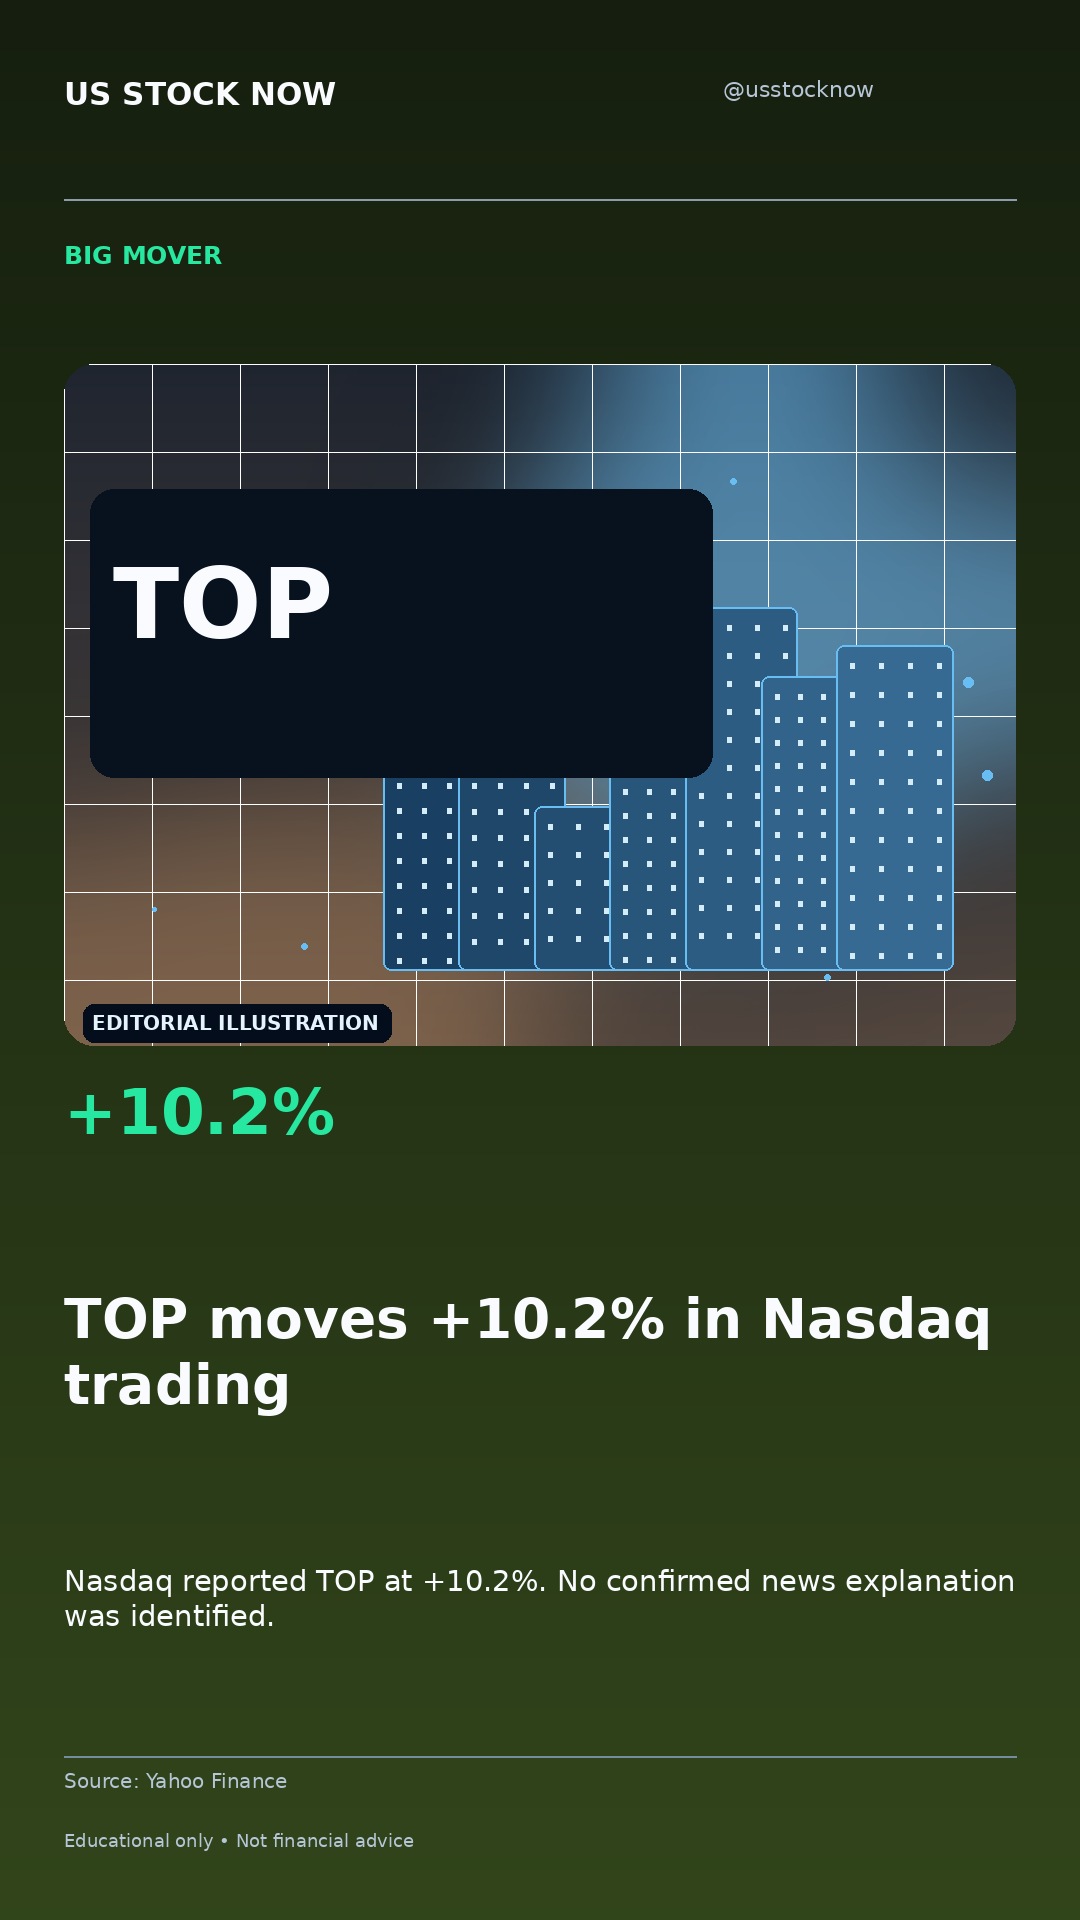 US STOCK NOW
@usstocknow
BIG MOVER
TOP
EDITORIAL ILLUSTRATION
+10.2%
TOP moves +10.2% in Nasdaq
trading
Nasdaq reported TOP at +10.2%. No confirmed news explanation
was identified.
Source: Yahoo Finance
Educational only • Not financial advice